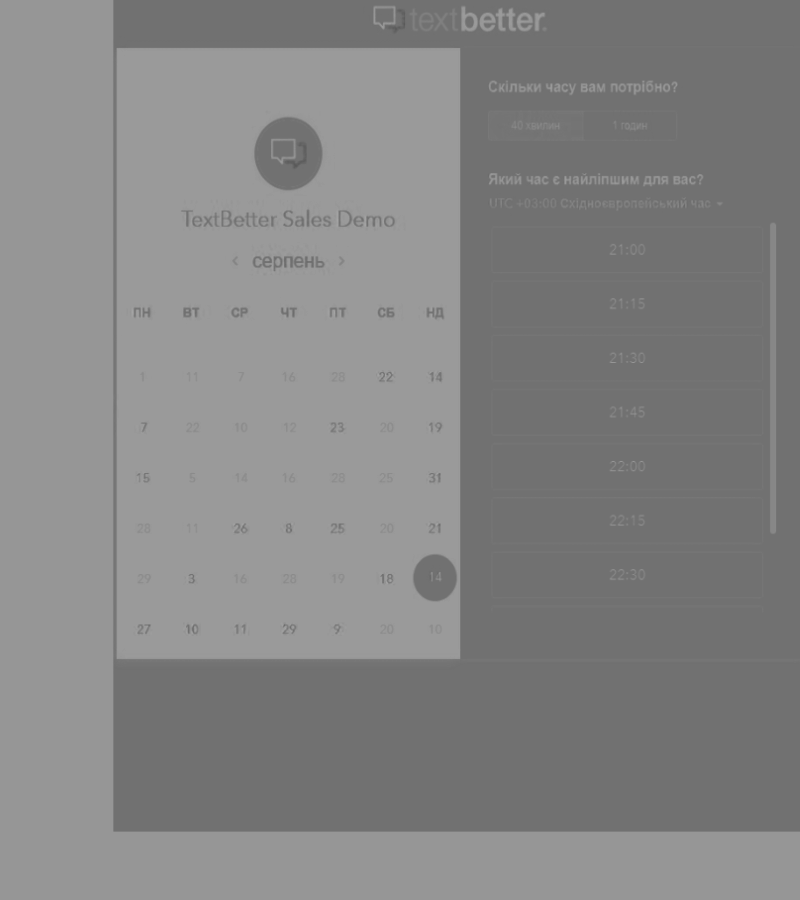 textbetter.
TextBetter Sales Demo
‹ серпень ›
ПН ВТ СР ЧТ ПТ СБ НД
1 11 7 16 28 22 14
7 22 10 12 23 20 19
15 5 14 16 28 25 31
28 11 26 8 25 20 21
29 3 16 28 19 18 14
27 10 11 29 9 20 10
Скільки часу вам потрібно?
40 хвилин 1 годин
Який час є найліпшим для вас?
UTC +03:00 Східноєвропейський час
21:00
21:15
21:30
21:45
22:00
22:15
22:30